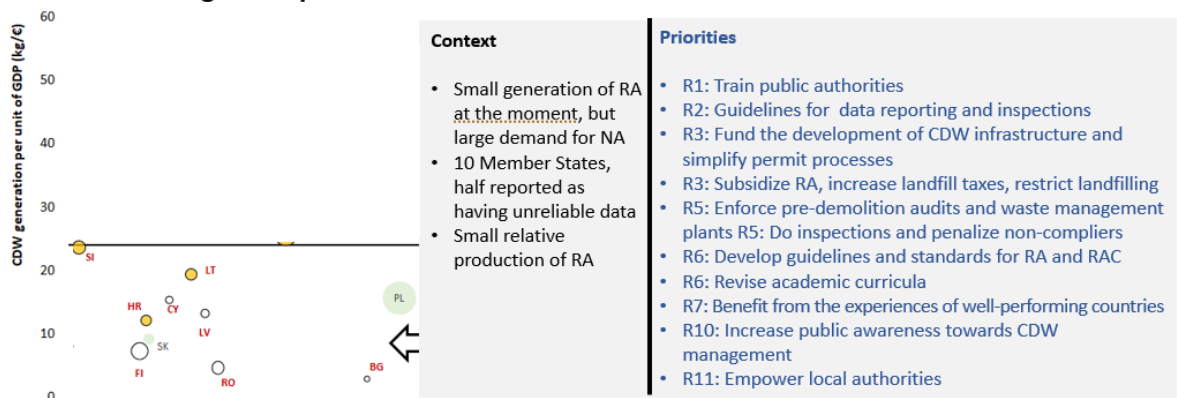 CDW generation per unit of GDP (kg/€)
60
50
40
30
20
10
0
SI
LT
HR
CY
LV
SK
FI
RO
PL
BG
Context
• Small generation of RA
at the moment, but
large demand for NA
• 10 Member States,
half reported as
having unreliable data
• Small relative
production of RA
Priorities
• R1: Train public authorities
• R2: Guidelines for data reporting and inspections
• R3: Fund the development of CDW infrastructure and
simplify permit processes
• R3: Subsidize RA, increase landfill taxes, restrict landfilling
• R5: Enforce pre-demolition audits and waste management
plants R5: Do inspections and penalize non-compliers
• R6: Develop guidelines and standards for RA and RAC
• R6: Revise academic curricula
• R7: Benefit from the experiences of well-performing countries
• R10: Increase public awareness towards CDW
management
• R11: Empower local authorities